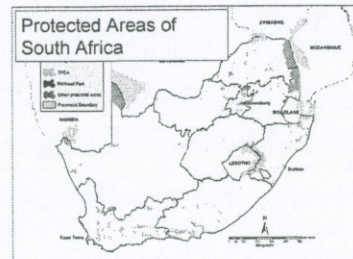 Protected Areas of
South Africa
ZIMBABWE
MOZAMBIQUE
TFCA
National Park
Other protected areas
Provincial Boundary
NAMIBIA
Johannesburg
SWAZILAND
LESOTHO
Durban
Cape Town
N